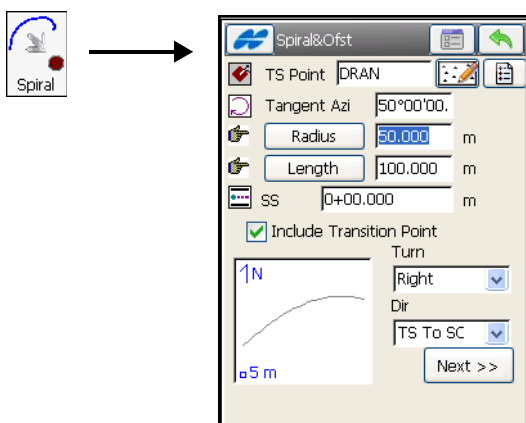 Spiral
Spiral&Ofst
TS Point DRAN
Tangent Azi 50°00'00.
Radius 50.000 m
Length 100.000 m
SS 0+00.000 m
Include Transition Point
Turn
Right
Dir
TS To SC
Next >>
N
5 m